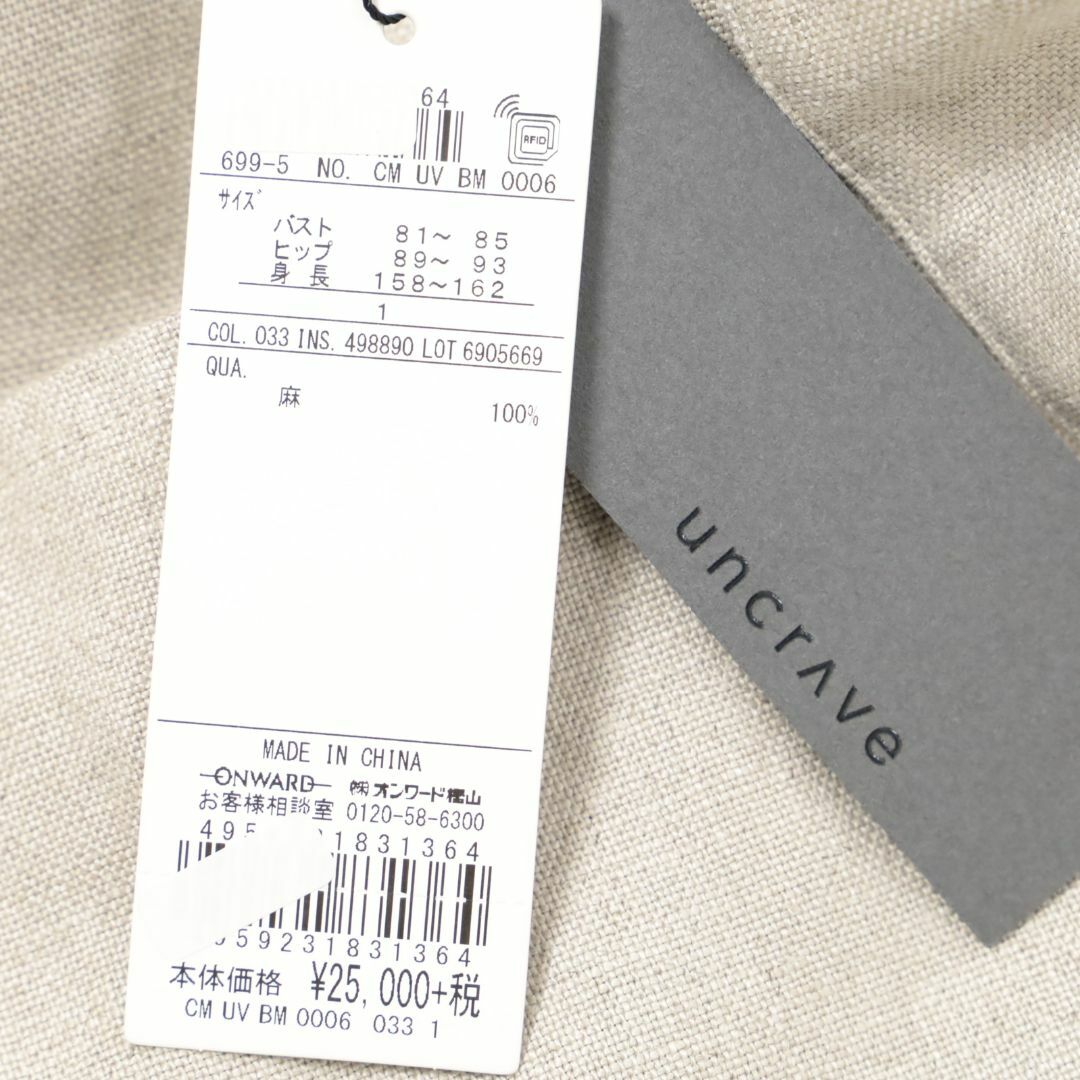 64
RFID
699-5 NO. CM UV BM 0006
サイズ
バスト 81～ 85
ヒップ 89～ 93
身長 158～162
1
COL. 033 INS. 498890 LOT 6905669
QUA.
麻 100%
MADE IN CHINA
ONWARD ㈱オンワード樫山
お客様相談室 0120-58-6300
1831364
59231831364
本体価格 ¥25,000+税
CM UV BM 0006 033 1
uncrave